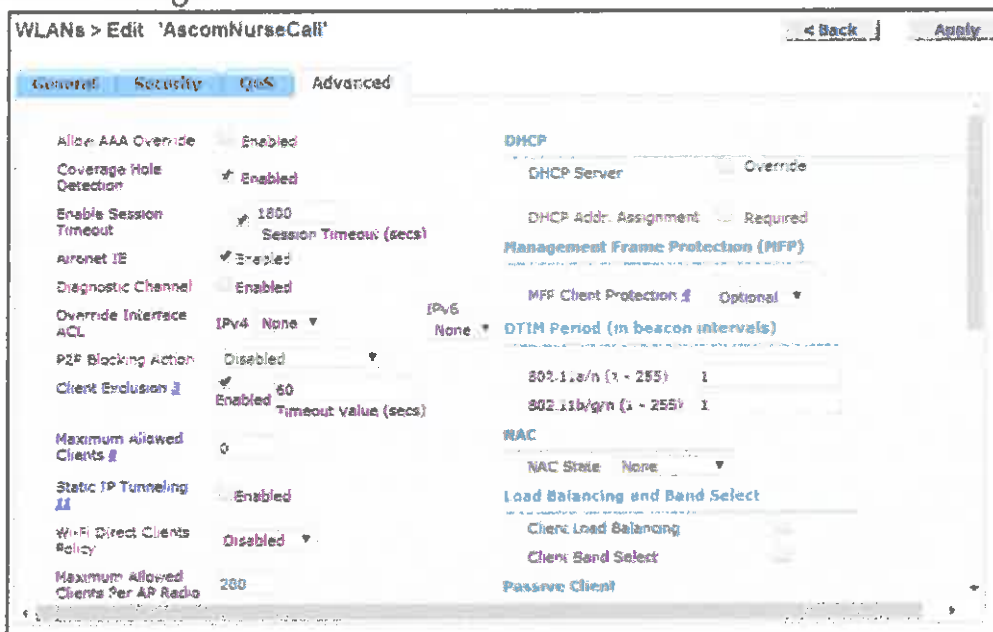 WLANs > Edit 'AscomNurseCall'
< Back
Apply
General
Security
QoS
Advanced
Allow AAA Override
Enabled
Coverage Hole
Detection
Enabled
Enable Session
Timeout
1800
Session Timeout (secs)
Aironet IE
Enabled
Diagnostic Channel
Enabled
Override Interface
ACL
IPv4 None
IPv6
None
P2P Blocking Action
Disabled
Client Exclusion 3
Enabled
60
Timeout Value (secs)
Maximum Allowed
Clients 8
0
Static IP Tunneling
11
Enabled
Wi-Fi Direct Clients
Policy
Disabled
Maximum Allowed
Clients Per AP Radio
200
DHCP
DHCP Server
Override
DHCP Addr. Assignment
Required
Management Frame Protection (MFP)
MFP Client Protection 4
Optional
DTIM Period (in beacon intervals)
802.11a/n (1 - 255)
1
802.11b/g/n (1 - 255)
1
NAC
NAC State
None
Load Balancing and Band Select
Client Load Balancing
Client Band Select
Passive Client